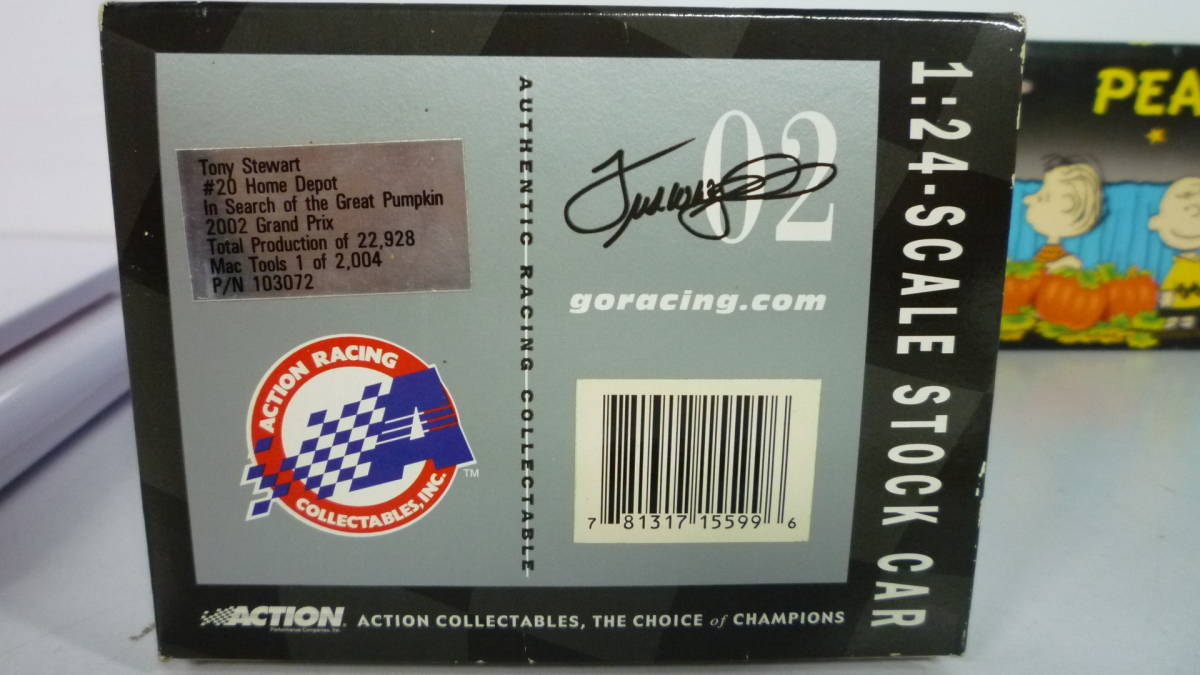 Tony Stewart
#20 Home Depot
In Search of the Great Pumpkin
2002 Grand Prix
Total Production of 22,928
Mac Tools 1 of 2,004
P/N 103072
ACTION RACING
COLLECTABLES, INC.
TM
AUTHENTIC RACING COLLECTABLE
02
goracing.com
7 81317 15599 6
1:24-SCALE STOCK CAR
ACTION
ACTION COLLECTABLES, THE CHOICE of CHAMPIONS
PEA